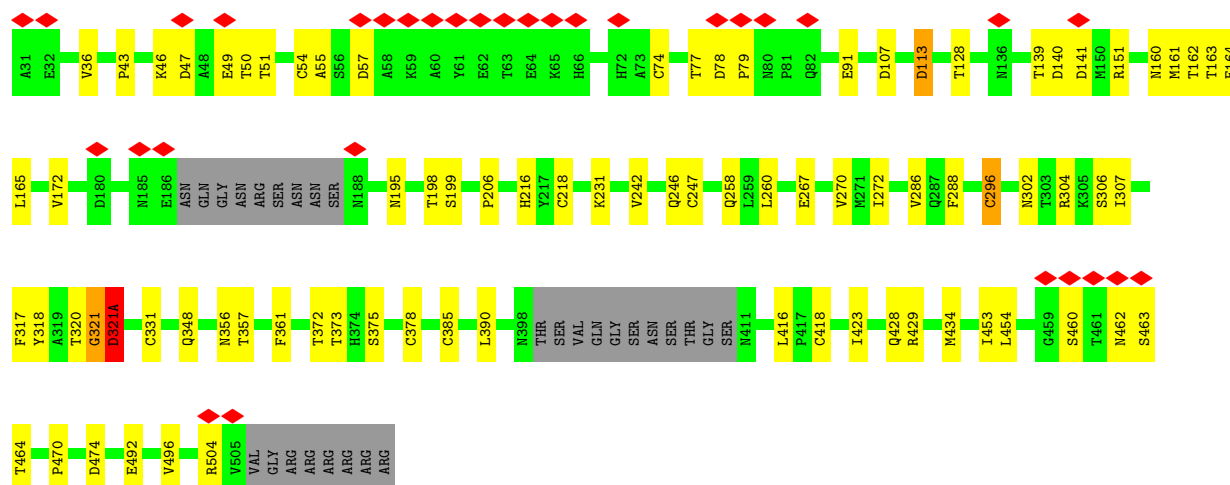 A31 E32 V36 P43 K46 D47 A48 E49 T50 T51 C54 A55 S56 D57 A58 K59 A60 Y61 E62 T63 E64 K65 H66 H72 A73 C74 T77 D78 P79 N80 P81 Q82 E91 D107 D113 T128 N136 T139 D140 D141 M150 R151 N160 M161 T162 T163 E164
L165 V172 D180 N185 E186 ASN GLN GLY ASN ARG SER ASN ASN SER N188 N195 T198 S199 P206 H216 Y217 C218 K231 V242 Q246 C247 Q258 L259 L260 E267 V270 M271 I272 V286 Q287 F288 C296 N302 T303 R304 K305 S306 I307
F317 Y318 A319 T320 G321 D321A C331 Q348 N356 T357 F361 T372 T373 H374 S375 C378 C385 L390 N398 THR SER VAL GLN GLY SER ASN SER THR GLY SER N411 L416 P417 C418 I423 Q428 R429 M434 I453 L454 G459 S460 T461 N462 S463
T464 P470 D474 E492 V496 R504 V505 VAL GLY ARG ARG ARG ARG ARG ARG